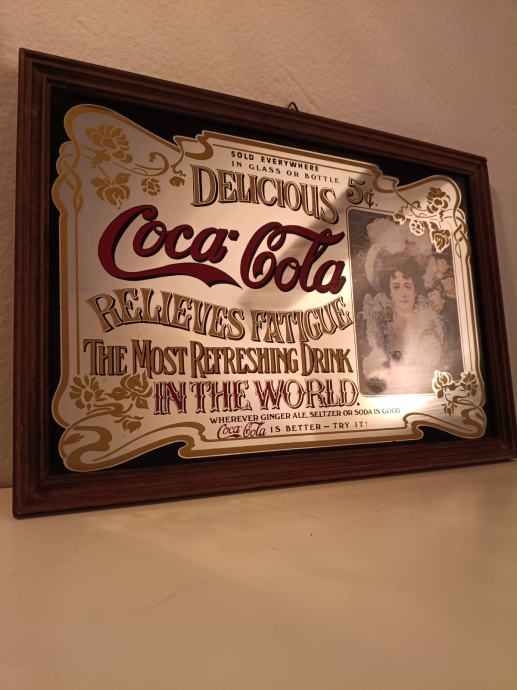 SOLD EVERYWHERE
IN GLASS OR BOTTLE
DELICIOUS 5¢.
Coca-Cola
RELIEVES FATIGUE
THE MOST REFRESHING DRINK
IN THE WORLD.
WHEREVER GINGER ALE, SELTZER OR SODA IS GOOD
Coca-Cola IS BETTER – TRY IT!